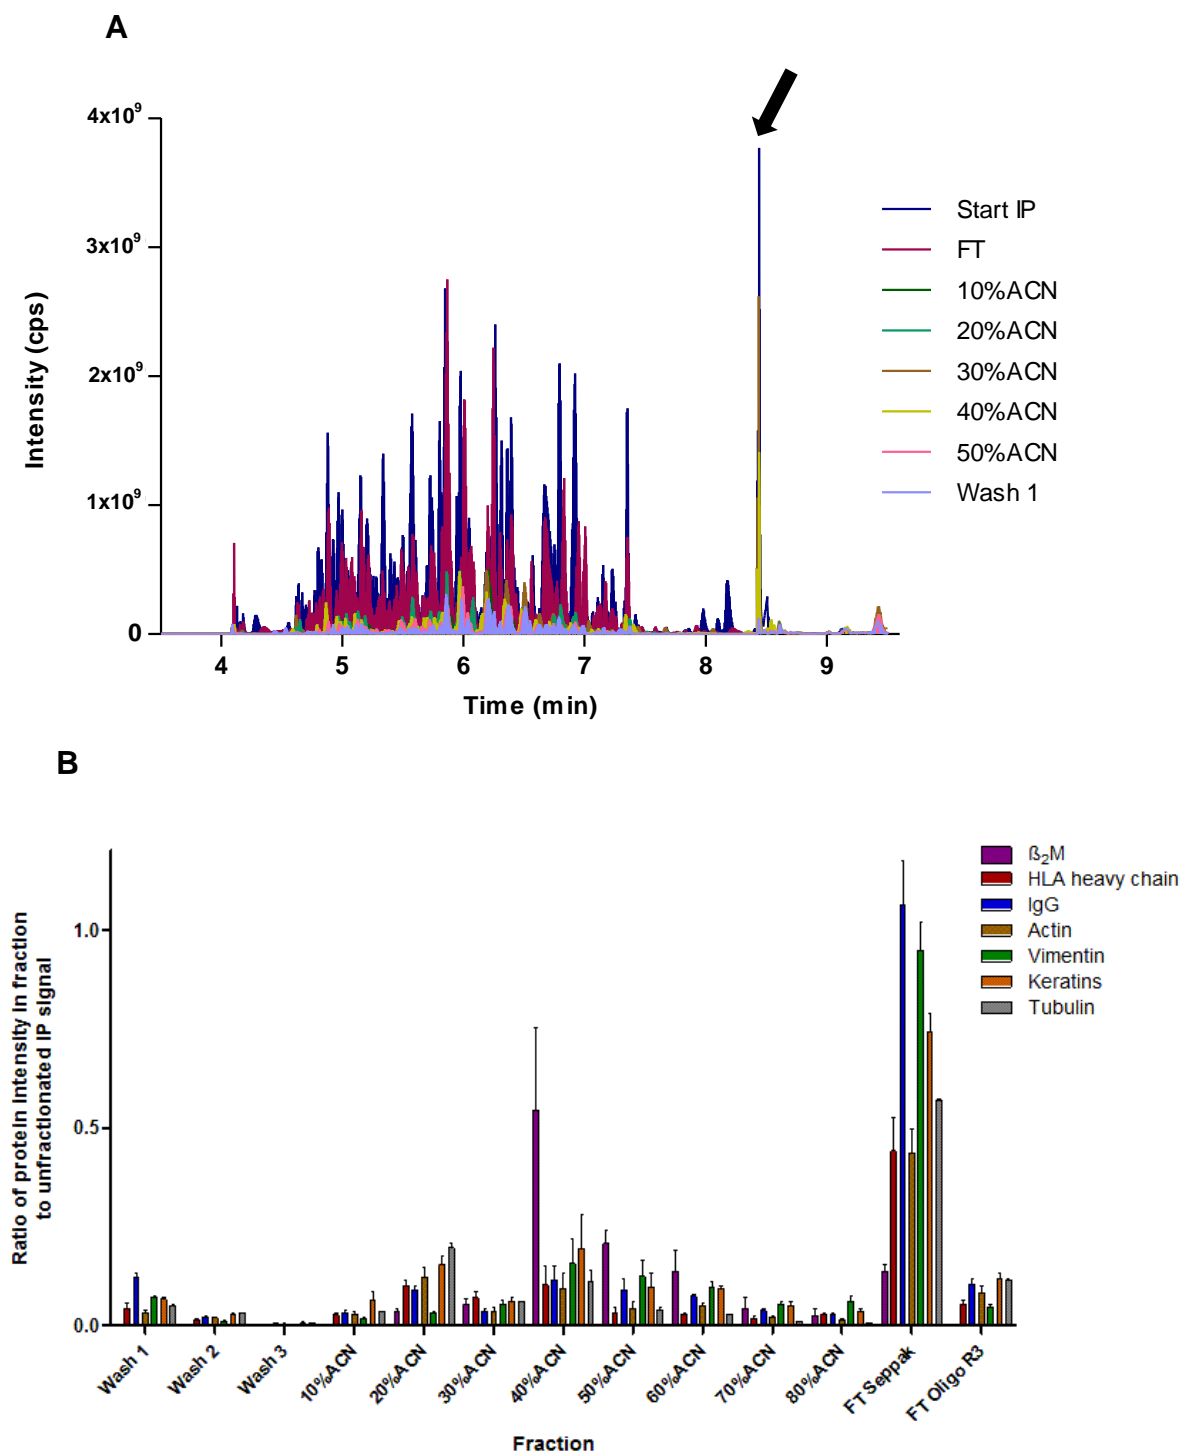 A
4x10⁹
3x10⁹
2x10⁹
1x10⁹
0
Intensity (cps)
4 5 6 7 8 9
Time (min)
Start IP
FT
10%ACN
20%ACN
30%ACN
40%ACN
50%ACN
Wash 1
B
1.0
0.5
0.0
Ratio of protein intensity in fraction
to unfractionated IP signal
ß₂M
HLA heavy chain
IgG
Actin
Vimentin
Keratins
Tubulin
Wash 1
Wash 2
Wash 3
10%ACN
20%ACN
30%ACN
40%ACN
50%ACN
60%ACN
70%ACN
80%ACN
FT Seppak
FT Oligo R3
Fraction